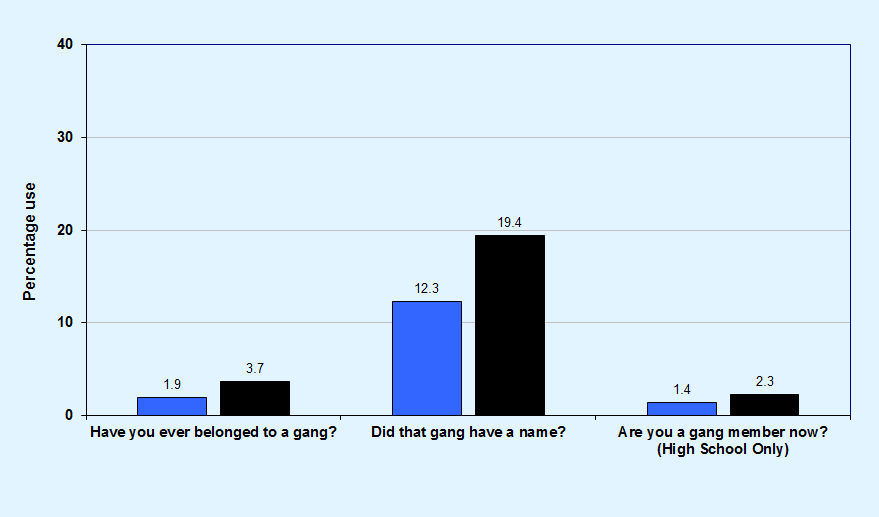 40
30
20
10
0
Percentage use
1.9
3.7
12.3
19.4
1.4
2.3
Have you ever belonged to a gang?
Did that gang have a name?
Are you a gang member now?
(High School Only)